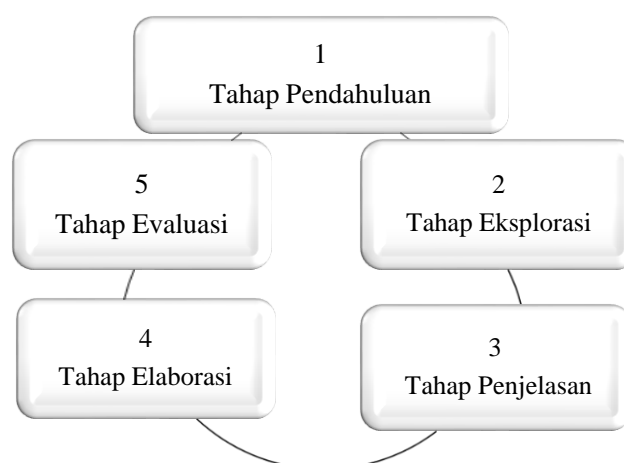 1
Tahap Pendahuluan
2
Tahap Eksplorasi
3
Tahap Penjelasan
4
Tahap Elaborasi
5
Tahap Evaluasi